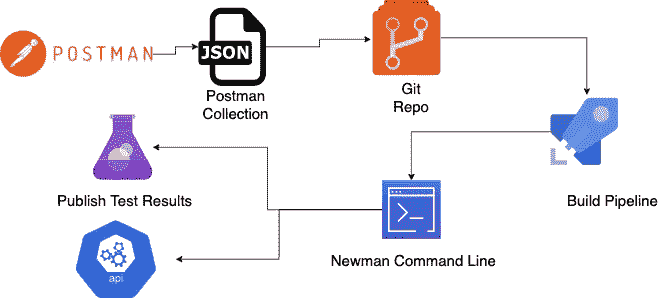 POSTMAN
JSON
Postman
Collection
Git
Repo
Build Pipeline
Newman Command Line
Publish Test Results
api